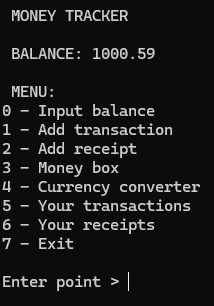 MONEY TRACKER
BALANCE: 1000.59
MENU:
0 - Input balance
1 - Add transaction
2 - Add receipt
3 - Money box
4 - Currency converter
5 - Your transactions
6 - Your receipts
7 - Exit
Enter point >